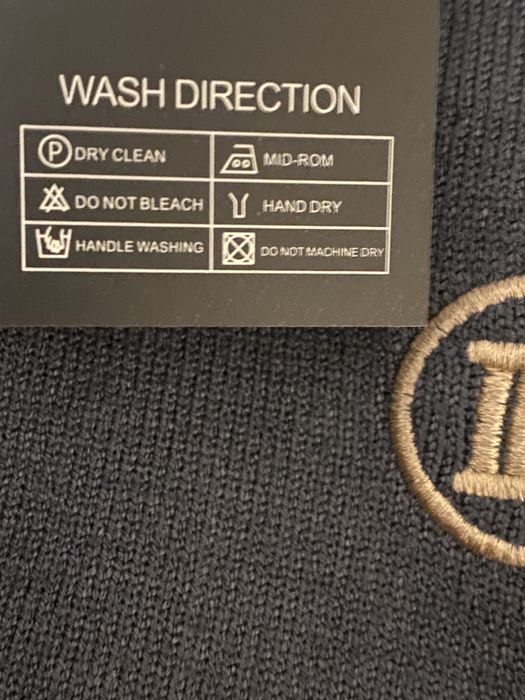 WASH DIRECTION
P DRY CLEAN
MID-ROM
DO NOT BLEACH
HAND DRY
HANDLE WASHING
DO NOT MACHINE DRY